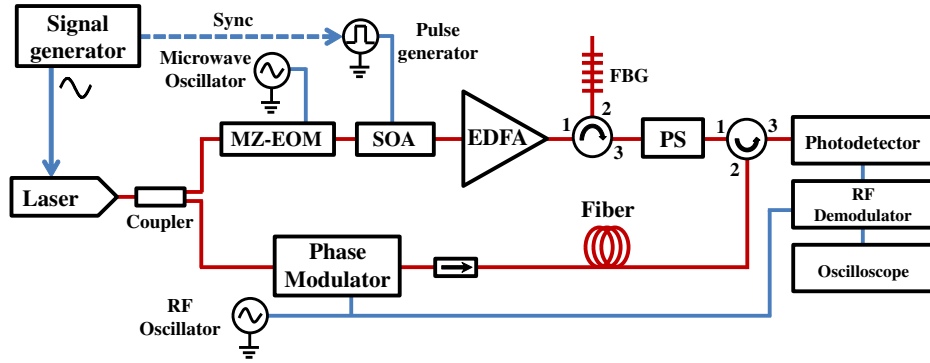 Signal
generator
Sync
Pulse
generator
Microwave
Oscillator
FBG
MZ-EOM
SOA
EDFA
1
2
3
PS
1
2
3
Photodetector
Laser
Coupler
Fiber
RF
Demodulator
Phase
Modulator
Oscilloscope
RF
Oscillator